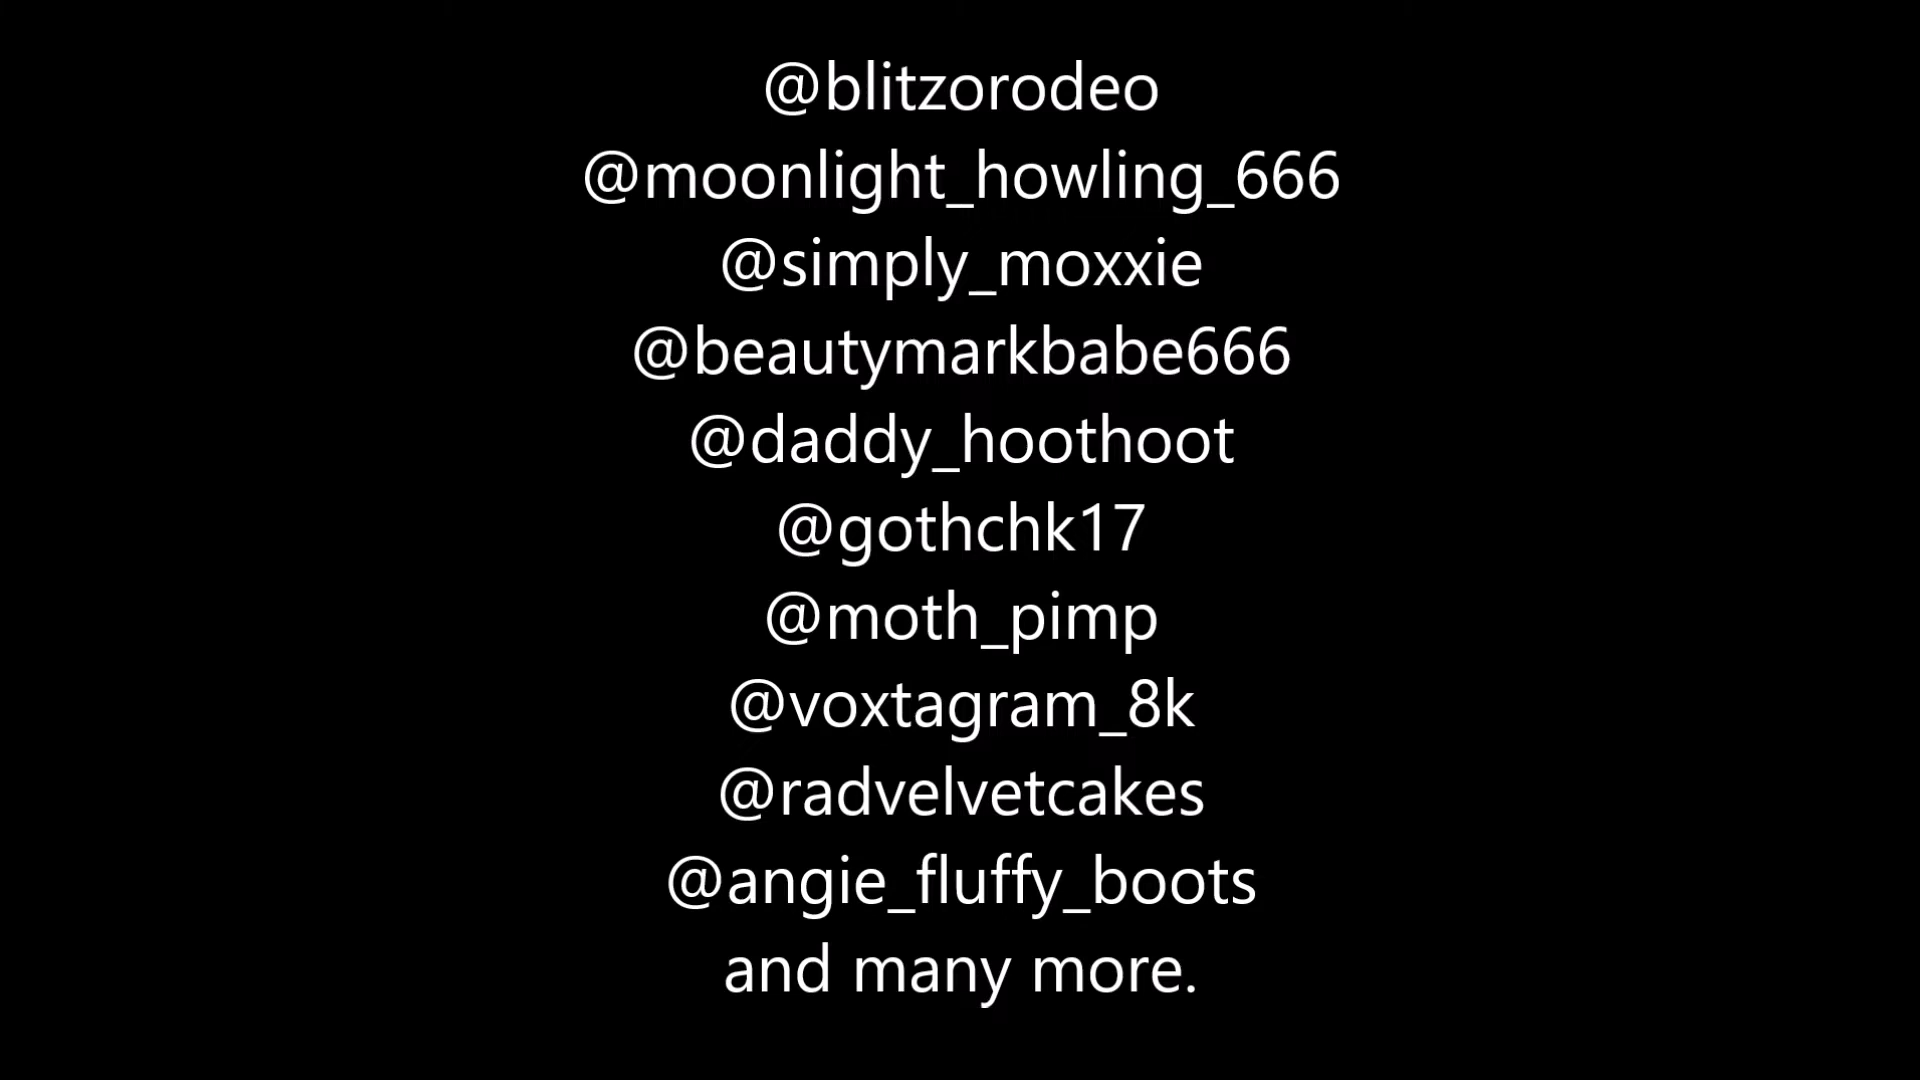 @blitzorodeo
@moonlight_howling_666
@simply_moxxie
@beautymarkbabe666
@daddy_hoothoot
@gothchk17
@moth_pimp
@voxtagram_8k
@radvelvetcakes
@angie_fluffy_boots
and many more.